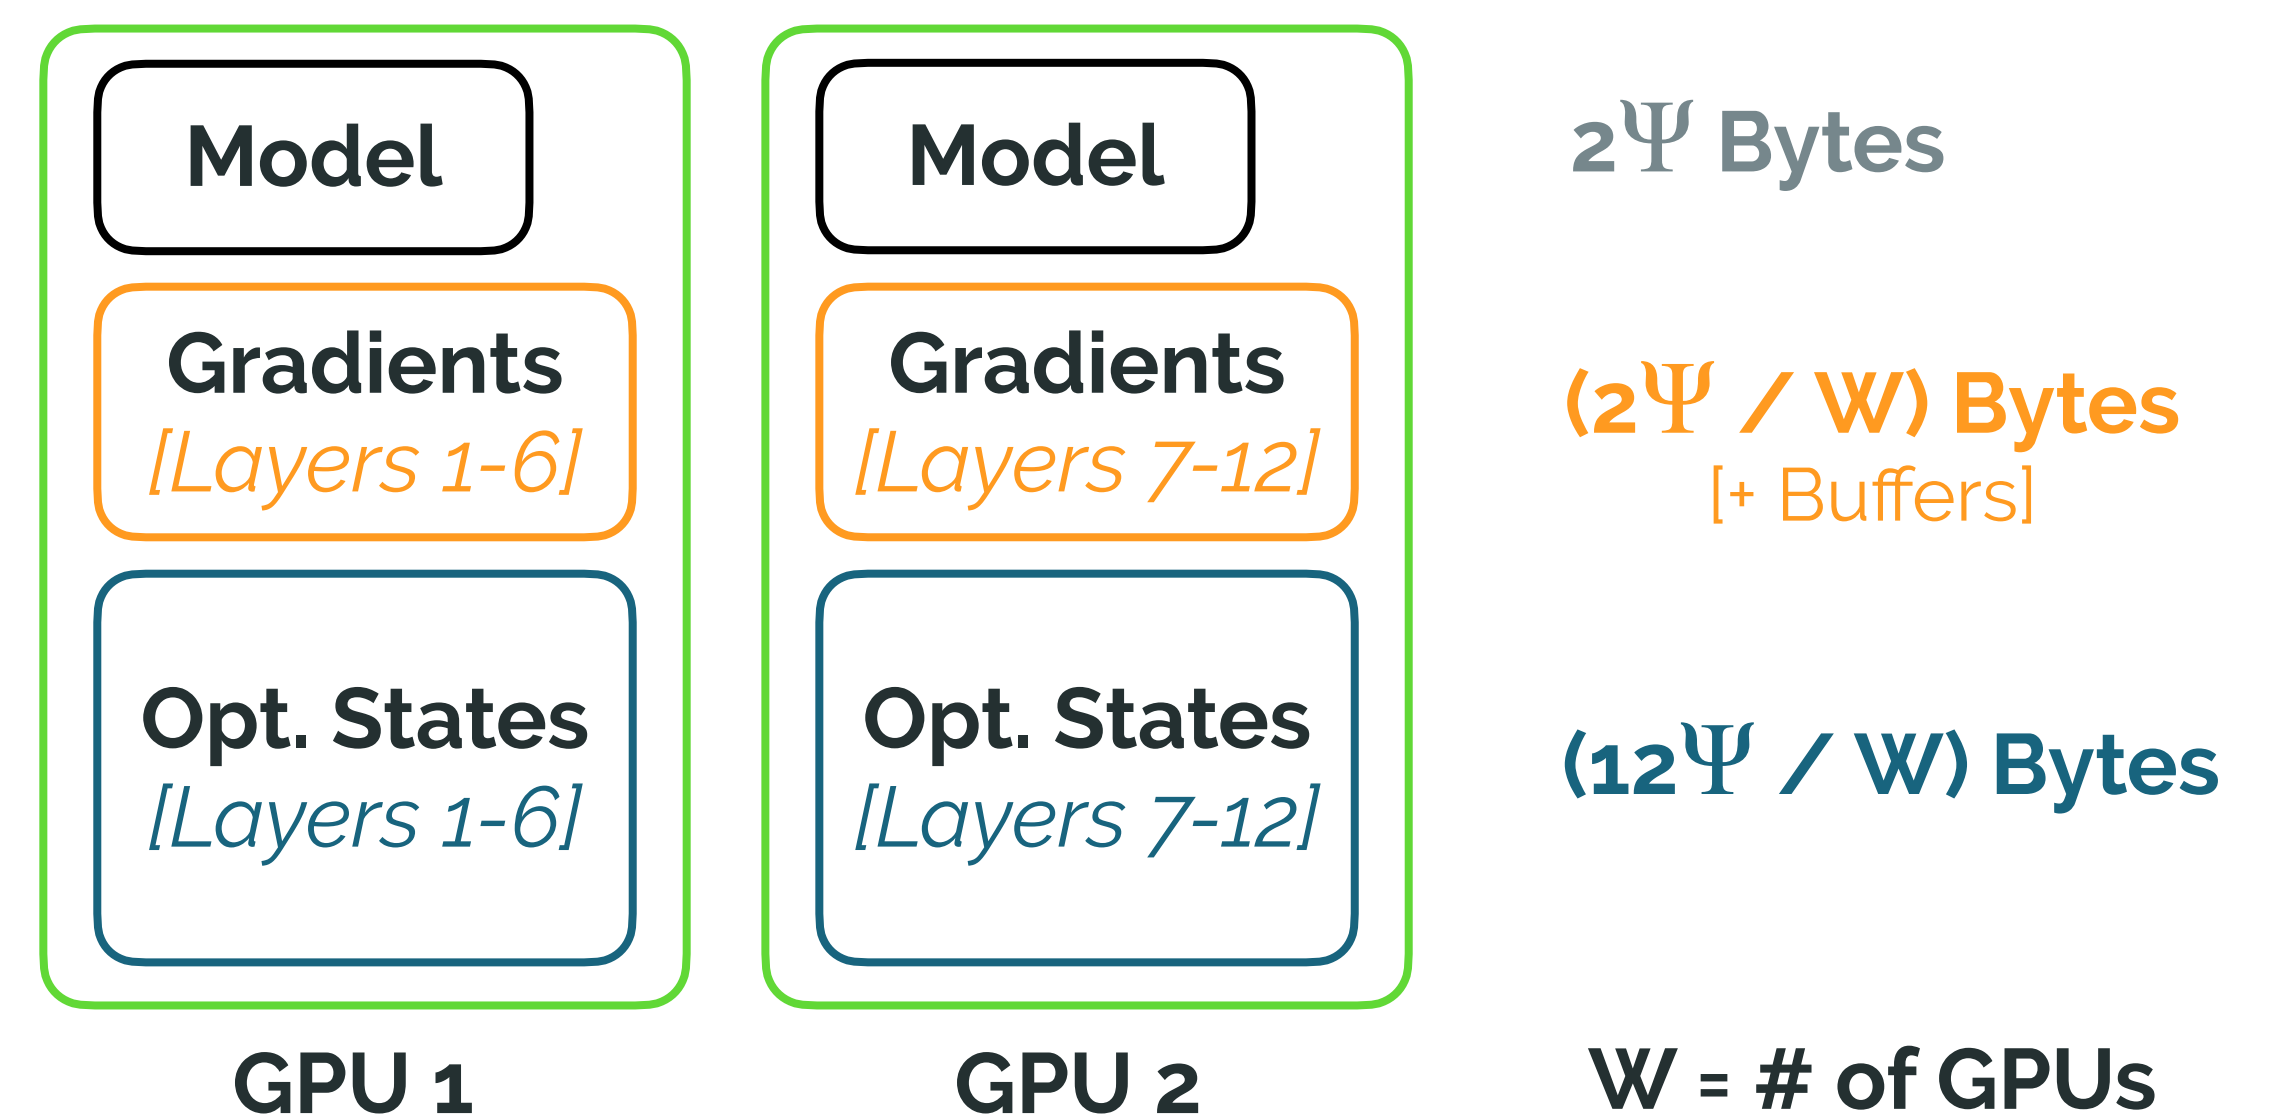 Model
Gradients
[Layers 1-6]
Opt. States
[Layers 1-6]
GPU 1
Model
Gradients
[Layers 7-12]
Opt. States
[Layers 7-12]
GPU 2
2Ψ Bytes
(2Ψ / W) Bytes
[+ Buffers]
(12Ψ / W) Bytes
W = # of GPUs